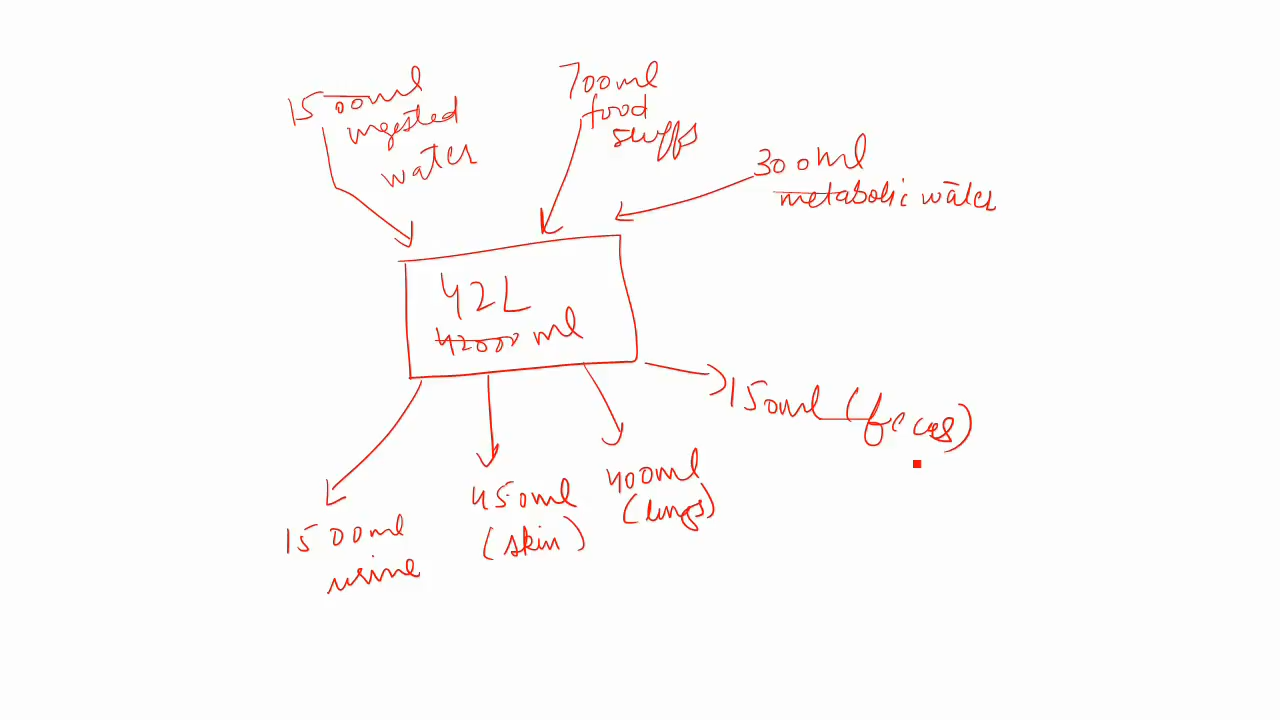 1500ml
ingested
water
700ml
food
stuffs
300ml
metabolic water
42L
42000 ml
150ml (feces)
1500ml
urine
450ml
(skin)
400ml
(lungs)